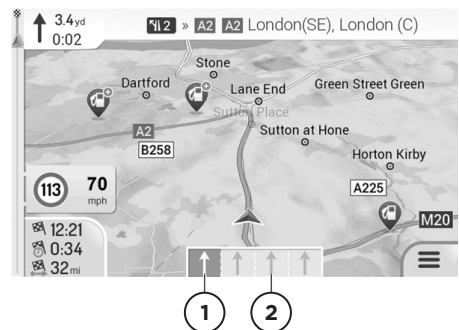 3.4yd
0:02
2 » A2 A2 London(SE), London (C)
Stone
Dartford
Lane End
Green Street Green
Sutton Place
A2
Sutton at Hone
B258
Horton Kirby
113 70 mph
A225
M20
12:21
0:34
32mi
1 2